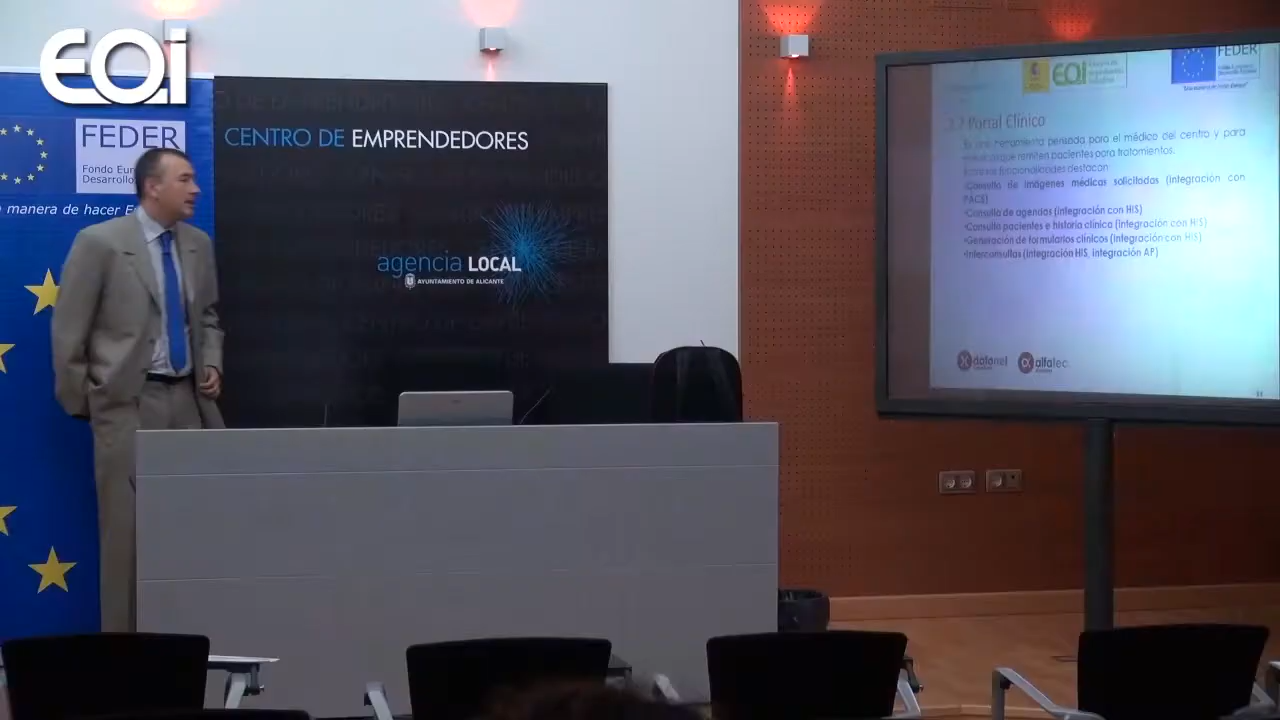 EOi
FEDER
Fondo Eur
Desarrollo
manera de hacer E
CENTRO DE EMPRENDEDORES
agencia LOCAL
AYUNTAMIENTO DE ALICANTE
EOi
FEDER
Portal Clínico
Es una herramienta pensada para el médico del centro y para
que remiten pacientes para tratamientos.
funcionalidades destacan:
•Consulta de imágenes médicas solicitadas (integración con
PACS)
•Consulta de agendas (integración con HIS)
•Consulta pacientes e historia clínica (integración con HIS)
•Generación de formularios clínicos (integración con HIS)
•Interconsultas (integración HIS, integración AP)
datanet
alfatec